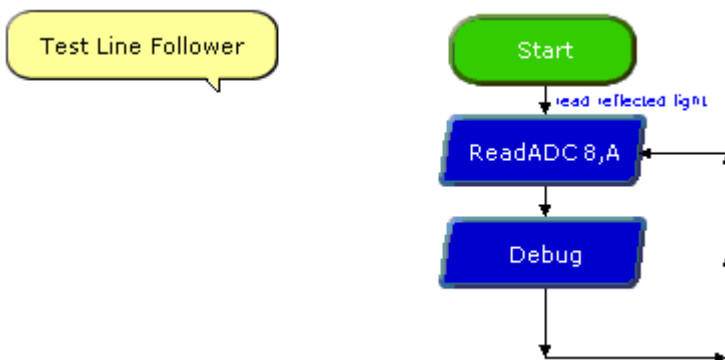 Test Line Follower
Start
read reflected light
ReadADC 8,A
Debug